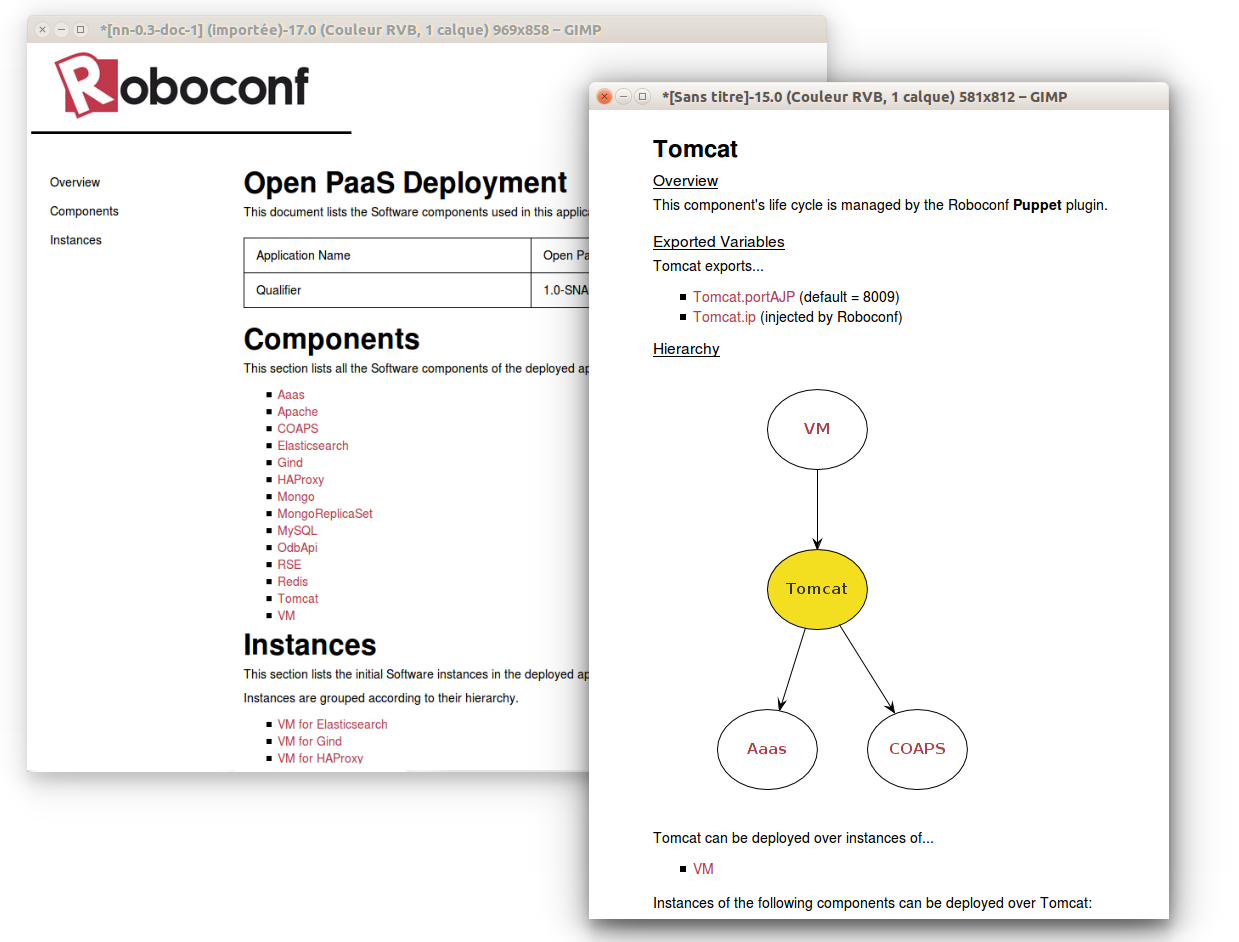 *[nn-0.3-doc-1] (importée)-17.0 (Couleur RVB, 1 calque) 969x858 – GIMP
Roboconf
Overview
Components
Instances
Open PaaS Deployment
This document lists the Software components used in this applica
Application Name
Open Pa
Qualifier
1.0-SNA
Components
This section lists all the Software components of the deployed ap
Aaas
Apache
COAPS
Elasticsearch
Gind
HAProxy
Mongo
MongoReplicaSet
MySQL
OdbApi
RSE
Redis
Tomcat
VM
Instances
This section lists the initial Software instances in the deployed ap
Instances are grouped according to their hierarchy.
VM for Elasticsearch
VM for Gind
VM for HAProxy
*[Sans titre]-15.0 (Couleur RVB, 1 calque) 581x812 – GIMP
Tomcat
Overview
This component's life cycle is managed by the Roboconf Puppet plugin.
Exported Variables
Tomcat exports...
Tomcat.portAJP (default = 8009)
Tomcat.ip (injected by Roboconf)
Hierarchy
VM
Tomcat
Aaas
COAPS
Tomcat can be deployed over instances of...
VM
Instances of the following components can be deployed over Tomcat: